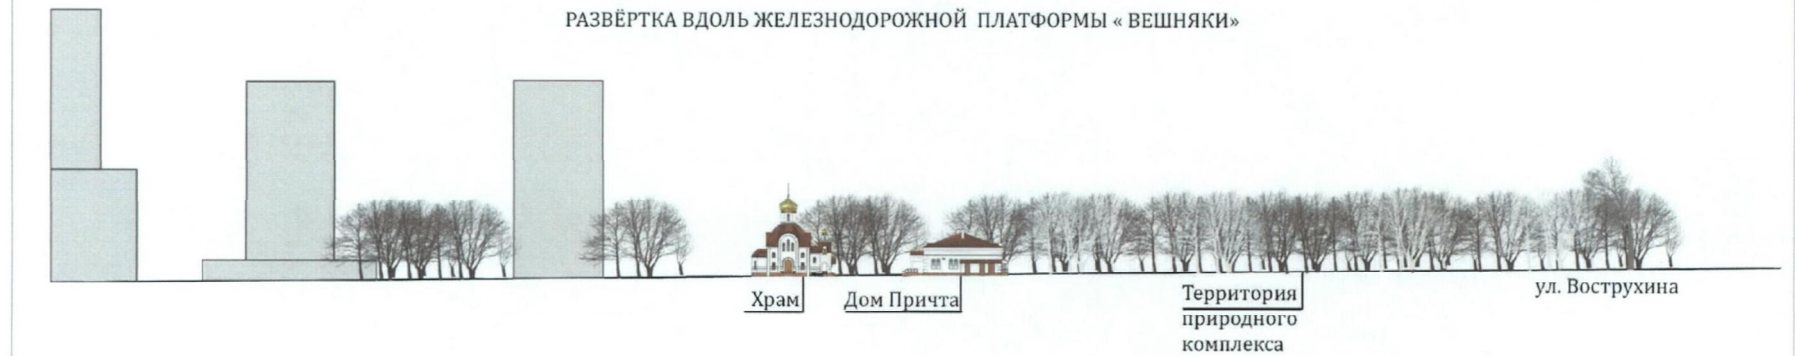 РАЗВЁРТКА ВДОЛЬ ЖЕЛЕЗНОДОРОЖНОЙ ПЛАТФОРМЫ « ВЕШНЯКИ»
Храм
Дом Причта
Территория
природного
комплекса
ул. Вострухина